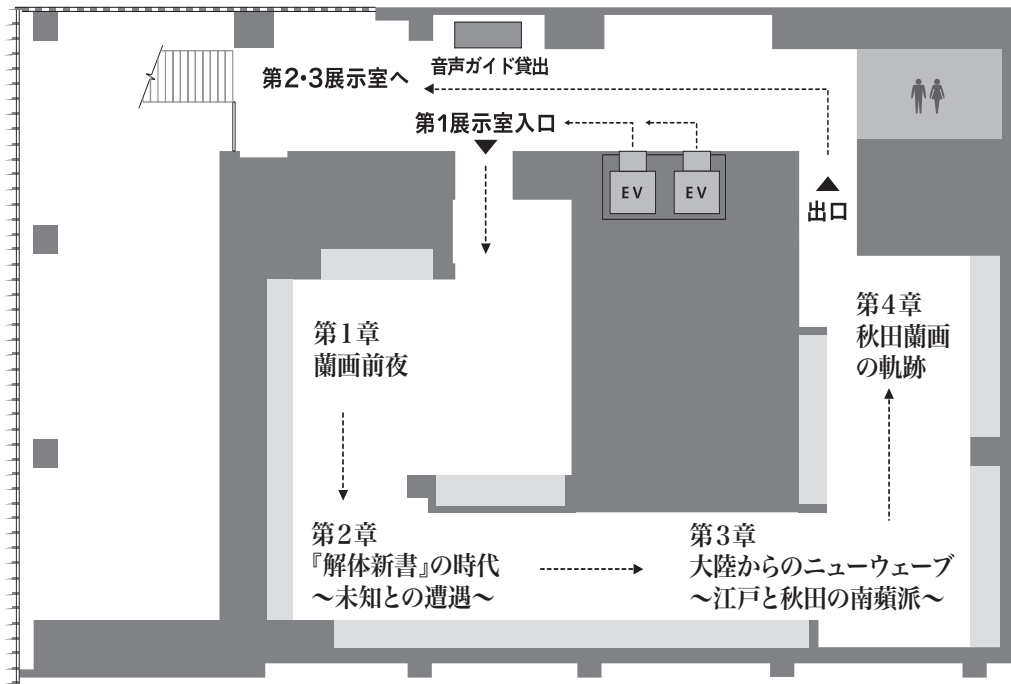 音声ガイド貸出
第2・3展示室へ
第1展示室入口
EV
EV
出口
第1章
蘭画前夜
第2章
『解体新書』の時代
〜未知との遭遇〜
第3章
大陸からのニューウェーブ
〜江戸と秋田の南蘋派〜
第4章
秋田蘭画
の軌跡